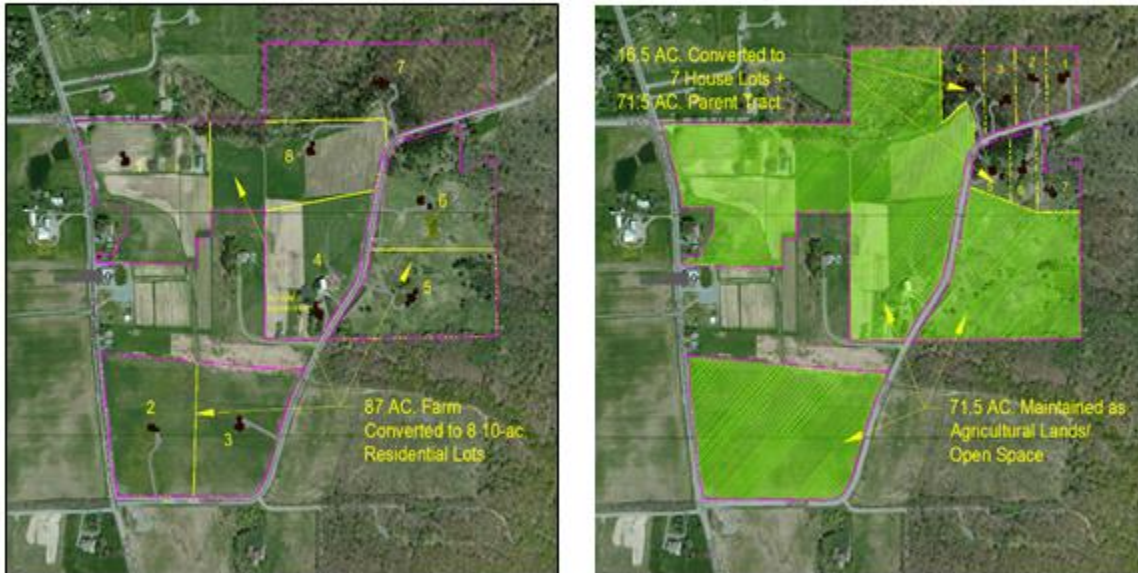 7
8
1
6
4
5
2
3
87 AC. Farm
Converted to 8 10-ac.
Residential Lots
16.5 AC. Converted to
7 House Lots +
71.5 AC. Parent Tract
4
3
2
1
5
6
7
71.5 AC. Maintained as
Agricultural Lands/
Open Space